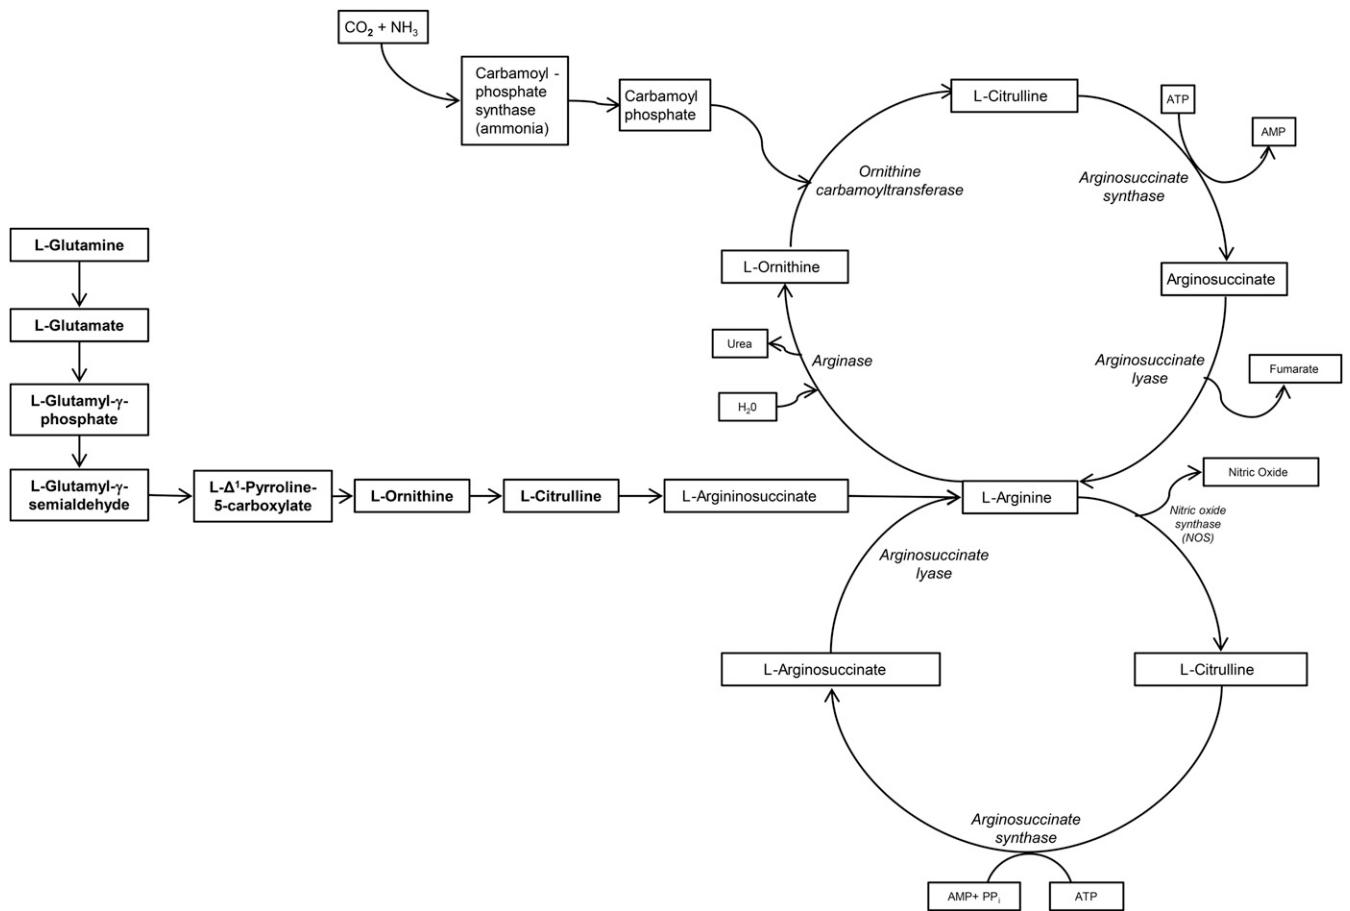 CO₂ + NH₃
Carbamoyl -
phosphate
synthase
(ammonia)
Carbamoyl
phosphate
L-Citrulline
ATP
AMP
Ornithine
carbamoyltransferase
Arginosuccinate
synthase
L-Glutamine
L-Ornithine
Arginosuccinate
L-Glutamate
Urea
Arginase
Arginosuccinate
lyase
Fumarate
L-Glutamyl-γ-
phosphate
H₂0
L-Glutamyl-γ-
semialdehyde
L-Δ¹-Pyrroline-
5-carboxylate
L-Ornithine
L-Citrulline
L-Argininosuccinate
L-Arginine
Nitric Oxide
Nitric oxide
synthase
(NOS)
Arginosuccinate
lyase
L-Arginosuccinate
L-Citrulline
Arginosuccinate
synthase
AMP+ PPᵢ
ATP